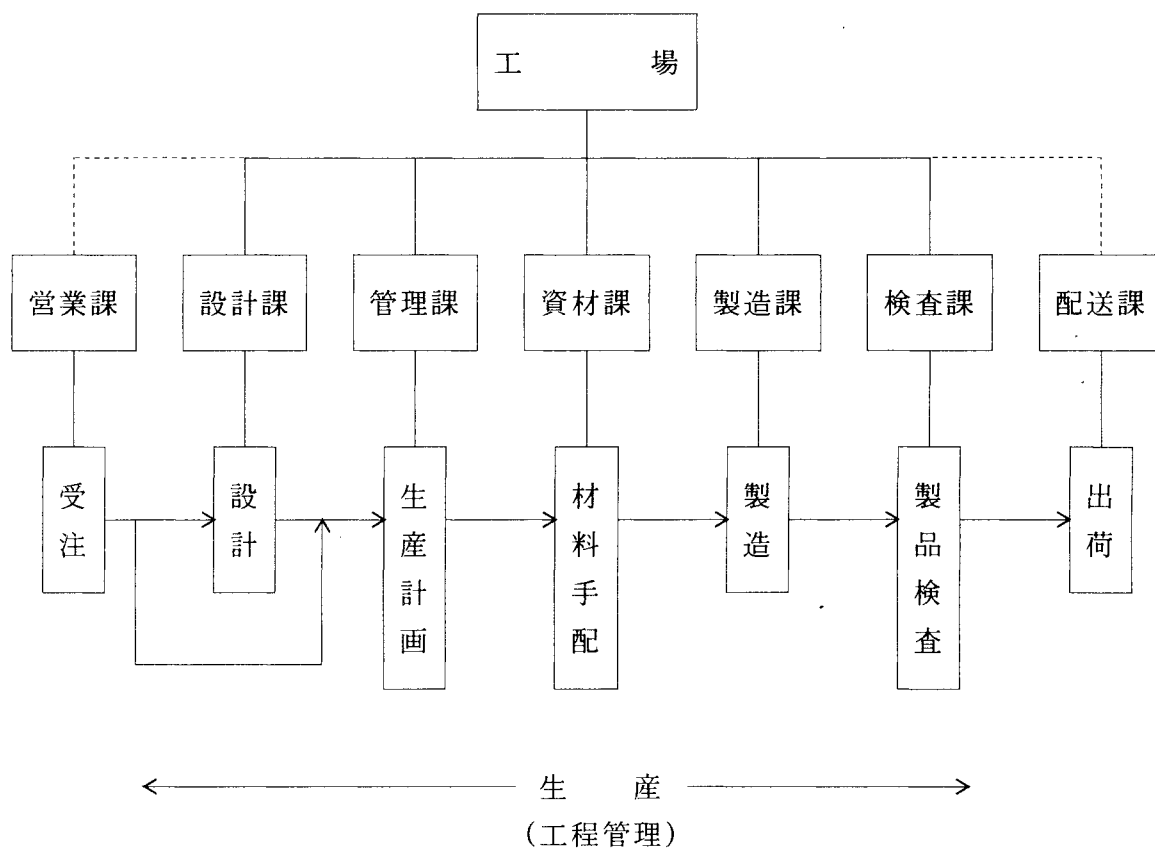 工場
営業課
設計課
管理課
資材課
製造課
検査課
配送課
受注
設計
生産計画
材料手配
製造
製品検査
出荷
生産
(工程管理)